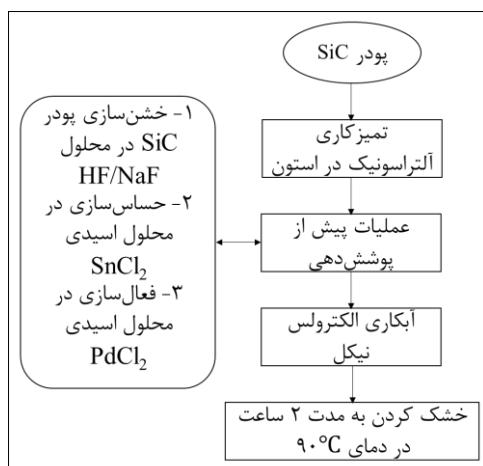 پودر SiC
تمیزکاری
آلتراسونیک در استون
عملیات پیش از
پوشش‌دهی
آبکاری الکترولس
نیکل
خشک کردن به مدت ۲ ساعت
در دمای ۹۰°C
۱- خشن‌سازی پودر
SiC در محلول
HF/NaF
۲- حساس‌سازی در
محلول اسیدی
SnCl₂
۳- فعال‌سازی در
محلول اسیدی
PdCl₂